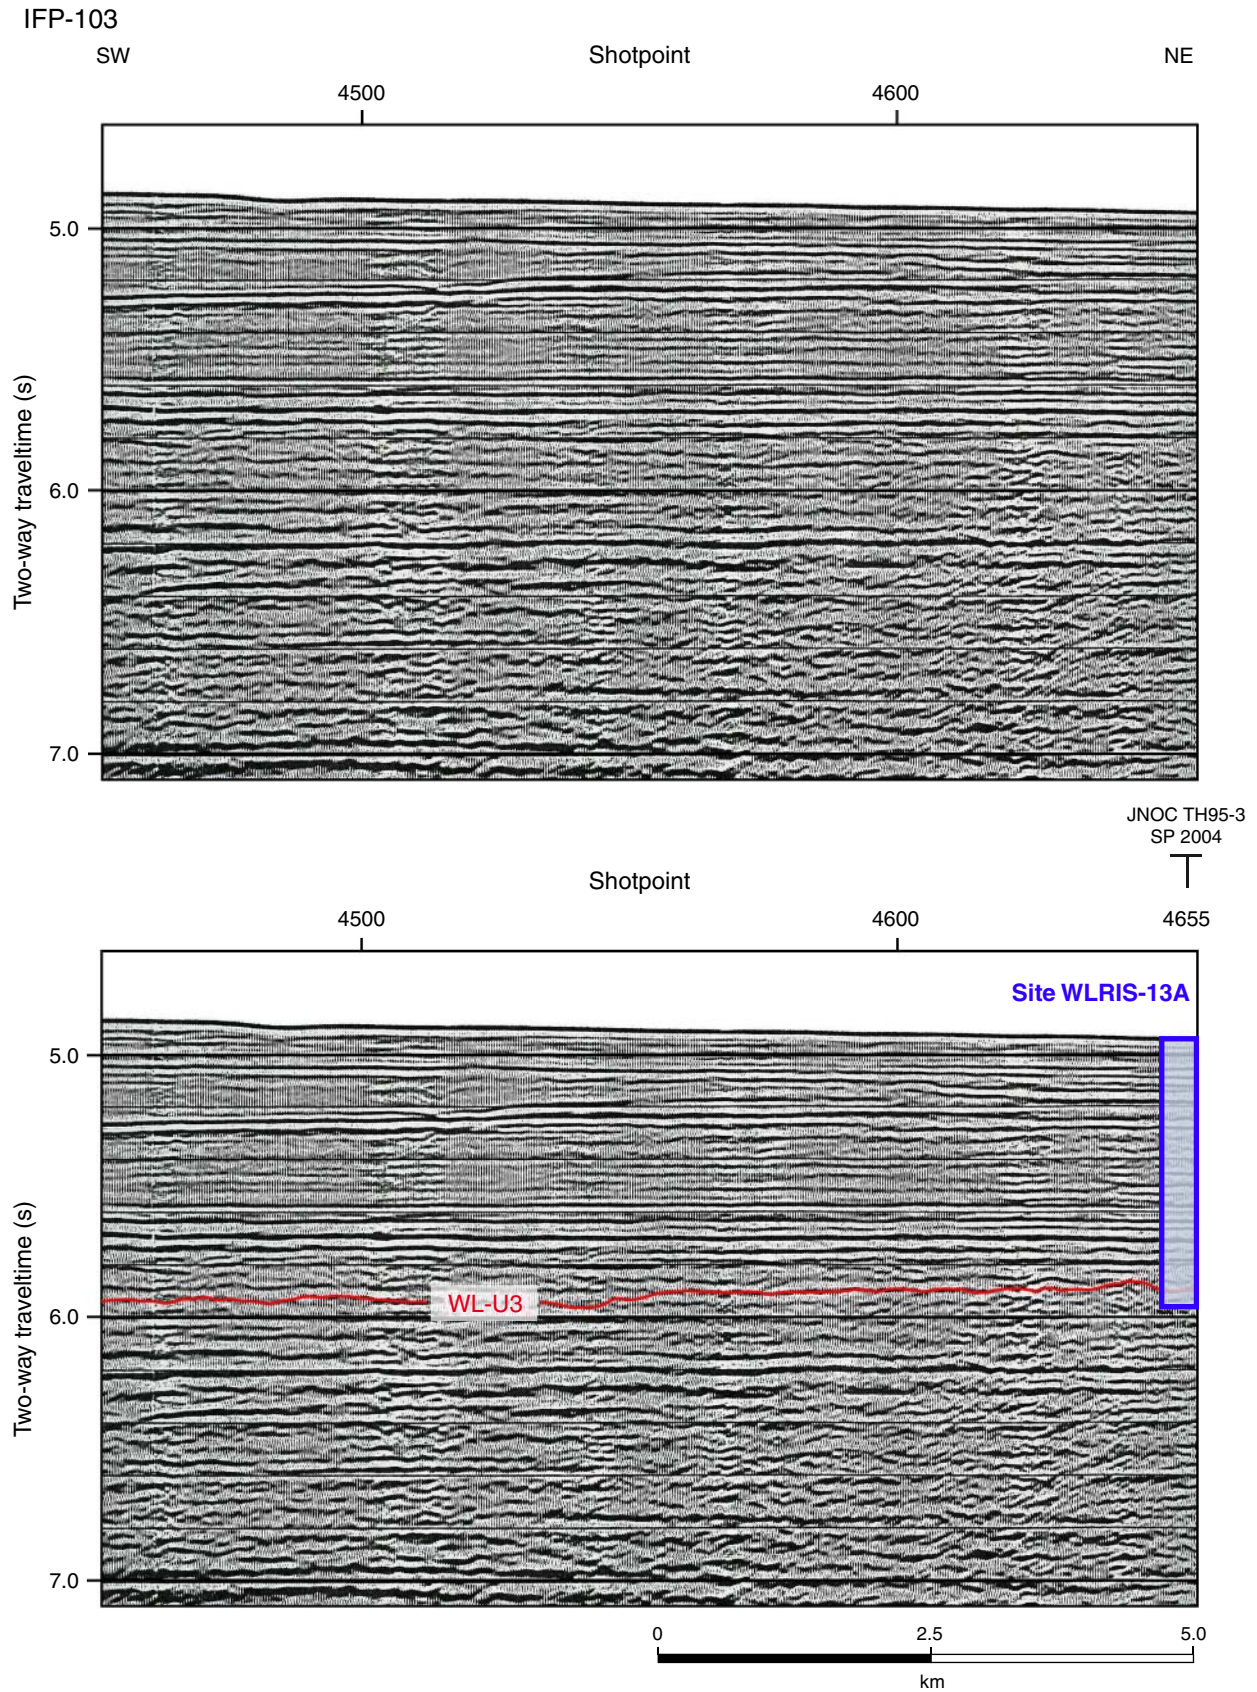 IFP-103
SW Shotpoint NE
4500 4600
5.0
6.0
7.0
Two-way traveltime (s)
JNOC TH95-3
SP 2004
Shotpoint
4500 4600 4655
Site WLRIS-13A
5.0
WL-U3
6.0
7.0
Two-way traveltime (s)
0 2.5 5.0
km